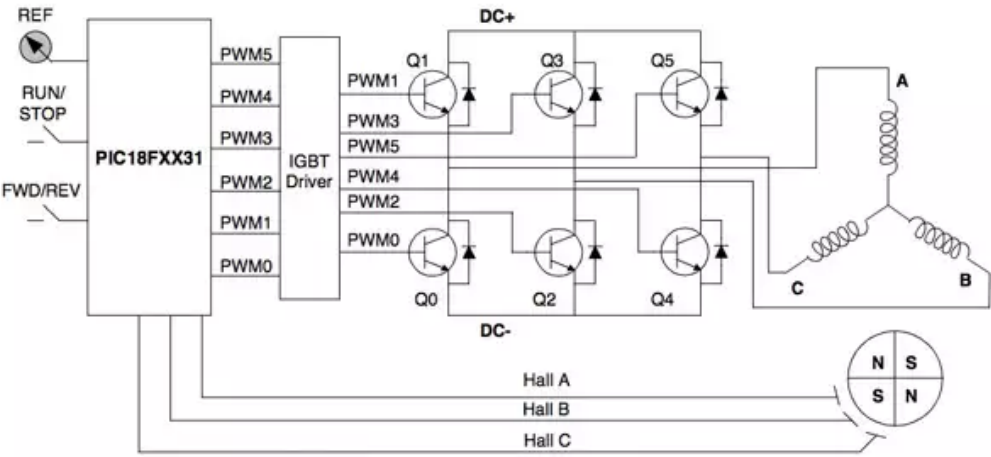 REF
RUN/
STOP
FWD/REV
PIC18FXX31
PWM5
PWM4
PWM3
PWM2
PWM1
PWM0
IGBT
Driver
PWM1
PWM3
PWM5
PWM4
PWM2
PWM0
DC+
Q1
Q3
Q5
Q0
Q2
Q4
DC-
A
C
B
N S
S N
Hall A
Hall B
Hall C